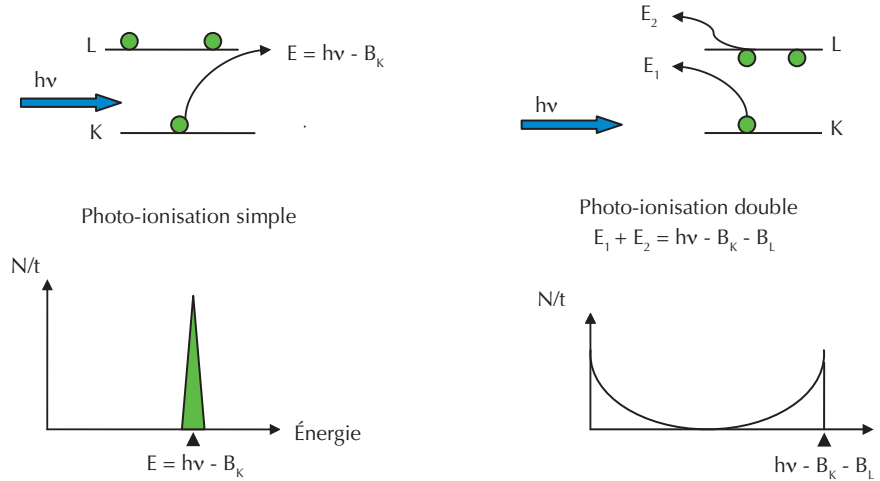 L
E = hν - B_K
hν
K
Photo-ionisation simple
N/t
Énergie
E = hν - B_K
E_2
L
E_1
hν
K
Photo-ionisation double
E_1 + E_2 = hν - B_K - B_L
N/t
hν - B_K - B_L